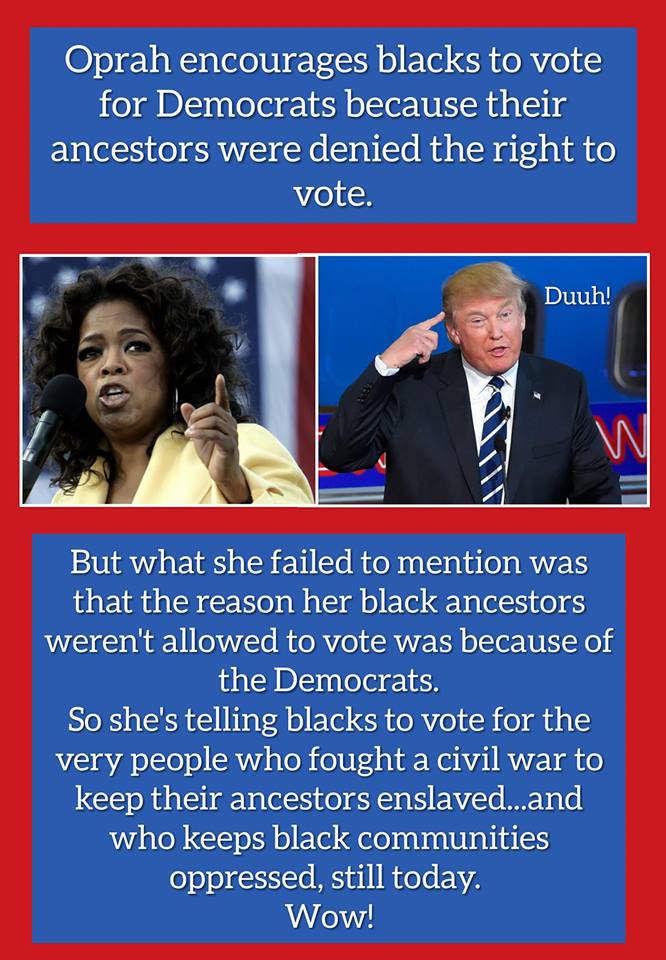 Oprah encourages blacks to vote
for Democrats because their
ancestors were denied the right to
vote.
Duuh!
But what she failed to mention was
that the reason her black ancestors
weren't allowed to vote was because of
the Democrats.
So she's telling blacks to vote for the
very people who fought a civil war to
keep their ancestors enslaved...and
who keeps black communities
oppressed, still today.
Wow!